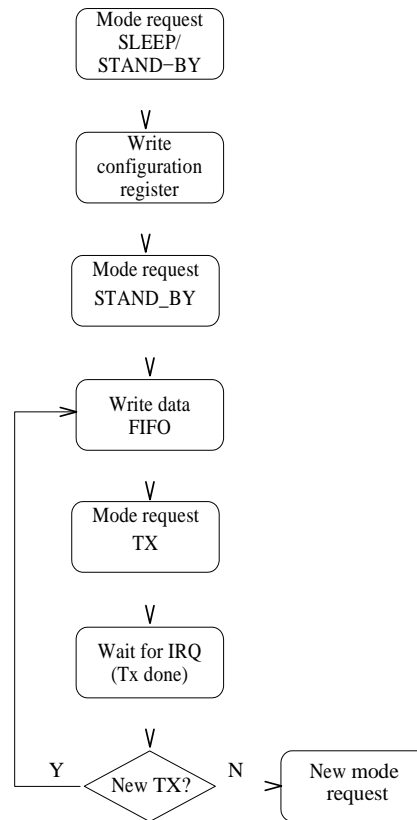 Mode request
SLEEP/
STAND−BY
Write
configuration
register
Mode request
STAND_BY
Write data
FIFO
Mode request
TX
Wait for IRQ
(Tx done)
Y
New TX?
N
New mode
request